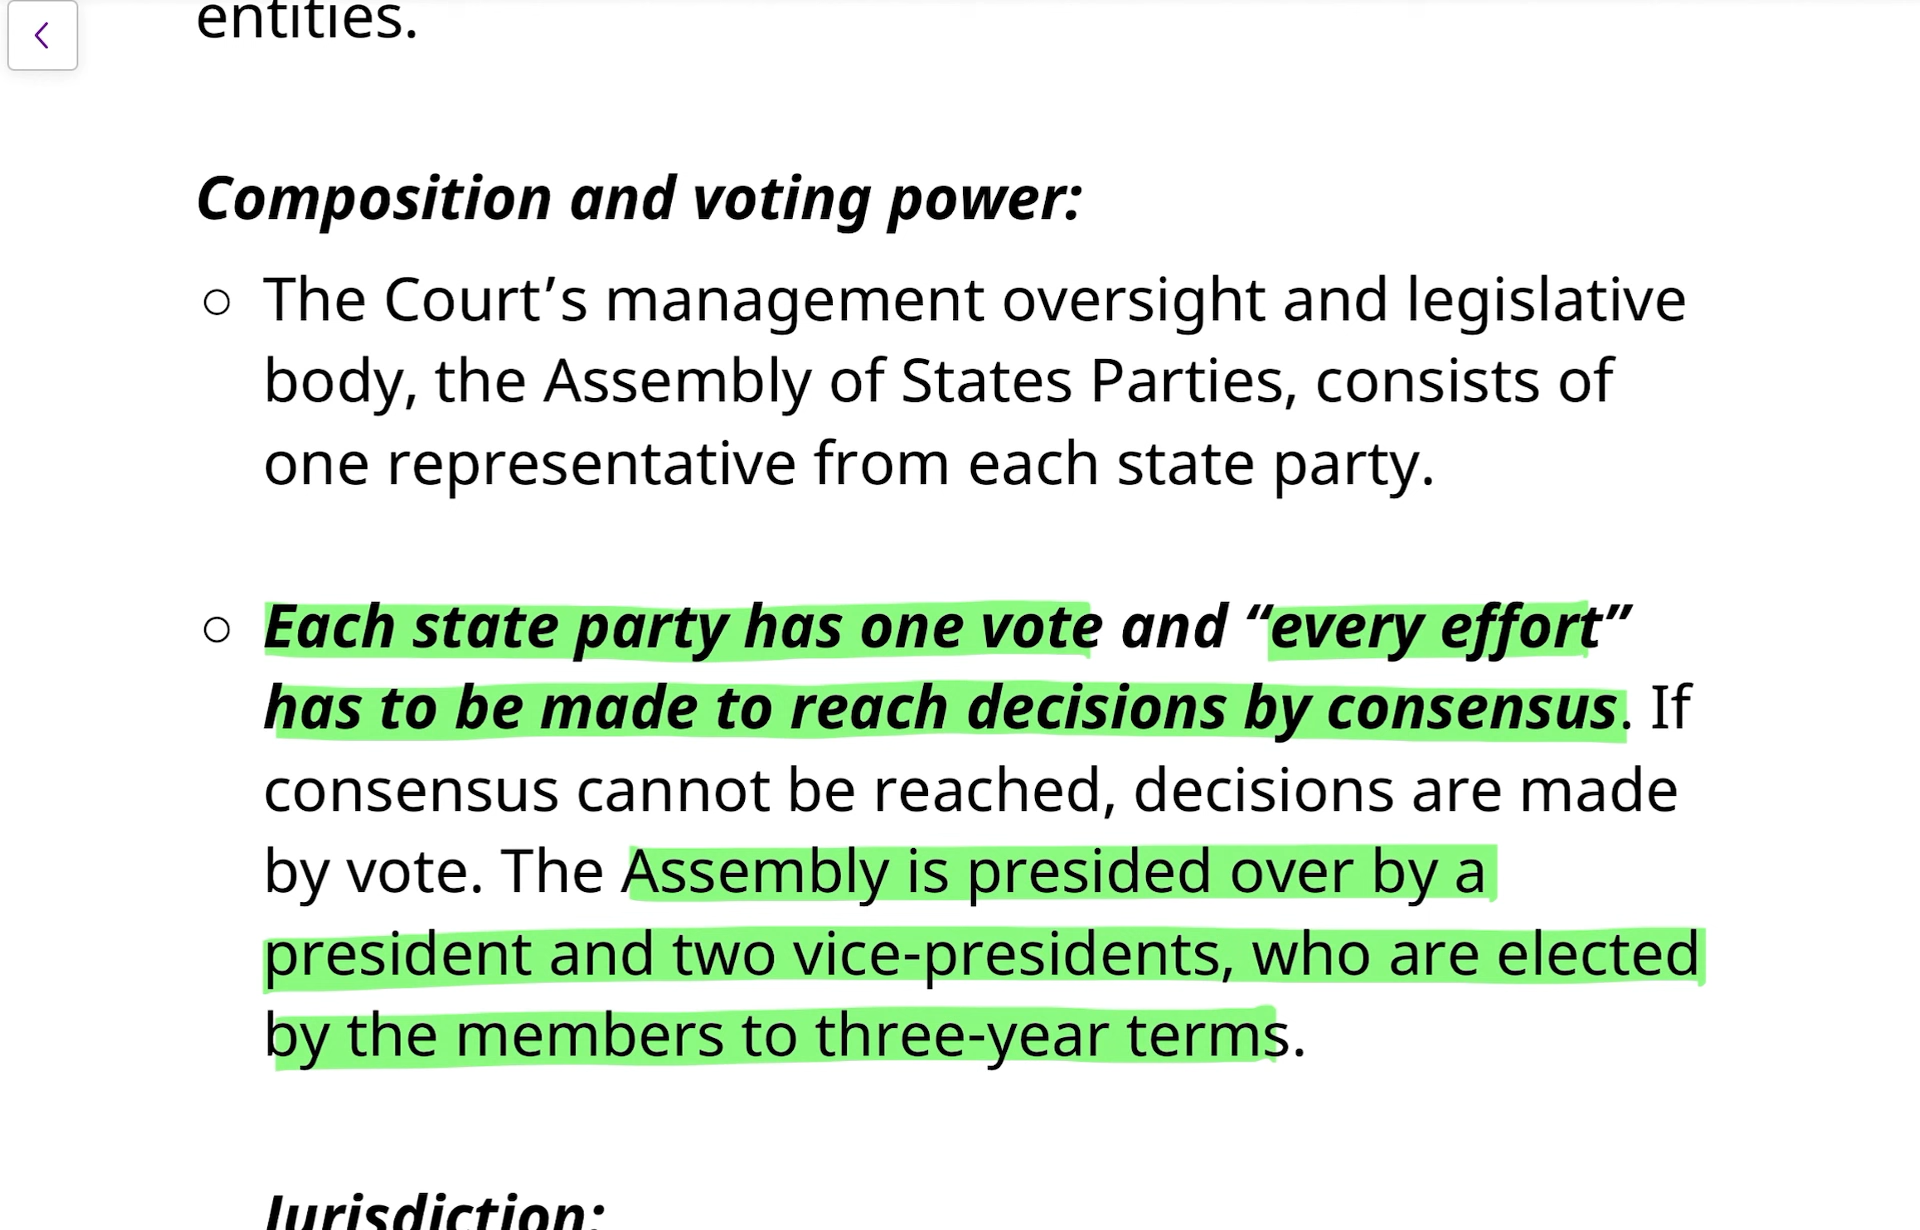 entities.
Composition and voting power:
○ The Court’s management oversight and legislative
body, the Assembly of States Parties, consists of
one representative from each state party.
○ Each state party has one vote and “every effort”
has to be made to reach decisions by consensus. If
consensus cannot be reached, decisions are made
by vote. The Assembly is presided over by a
president and two vice-presidents, who are elected
by the members to three-year terms.
Jurisdiction: